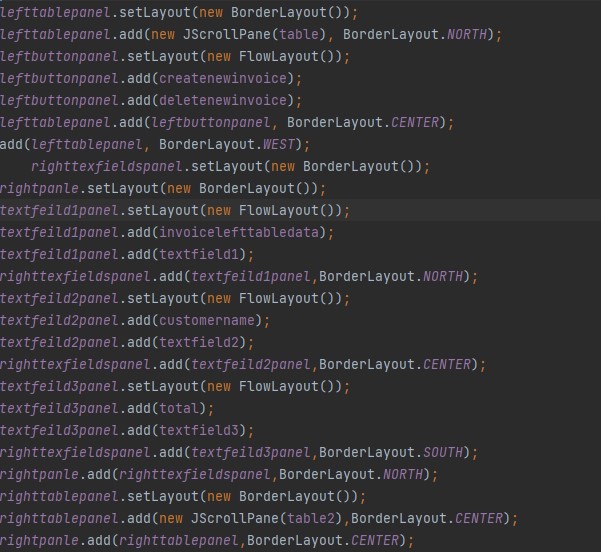 lefttablepanel.setLayout(new BorderLayout());
lefttablepanel.add(new JScrollPane(table), BorderLayout.NORTH);
leftbuttonpanel.setLayout(new FlowLayout());
leftbuttonpanel.add(createnewinvoice);
leftbuttonpanel.add(deletenewinvoice);
lefttablepanel.add(leftbuttonpanel, BorderLayout.CENTER);
add(lefttablepanel, BorderLayout.WEST);
righttexfieldspanel.setLayout(new BorderLayout());
rightpanle.setLayout(new BorderLayout());
textfeild1panel.setLayout(new FlowLayout());
textfeild1panel.add(invoicelefttabledata);
textfeild1panel.add(textfield1);
righttexfieldspanel.add(textfeild1panel,BorderLayout.NORTH);
textfeild2panel.setLayout(new FlowLayout());
textfeild2panel.add(customername);
textfeild2panel.add(textfield2);
righttexfieldspanel.add(textfeild2panel,BorderLayout.CENTER);
textfeild3panel.setLayout(new FlowLayout());
textfeild3panel.add(total);
textfeild3panel.add(textfield3);
righttexfieldspanel.add(textfeild3panel,BorderLayout.SOUTH);
rightpanle.add(righttexfieldspanel,BorderLayout.NORTH);
righttablepanel.setLayout(new BorderLayout());
righttablepanel.add(new JScrollPane(table2),BorderLayout.CENTER);
rightpanle.add(righttablepanel,BorderLayout.CENTER);